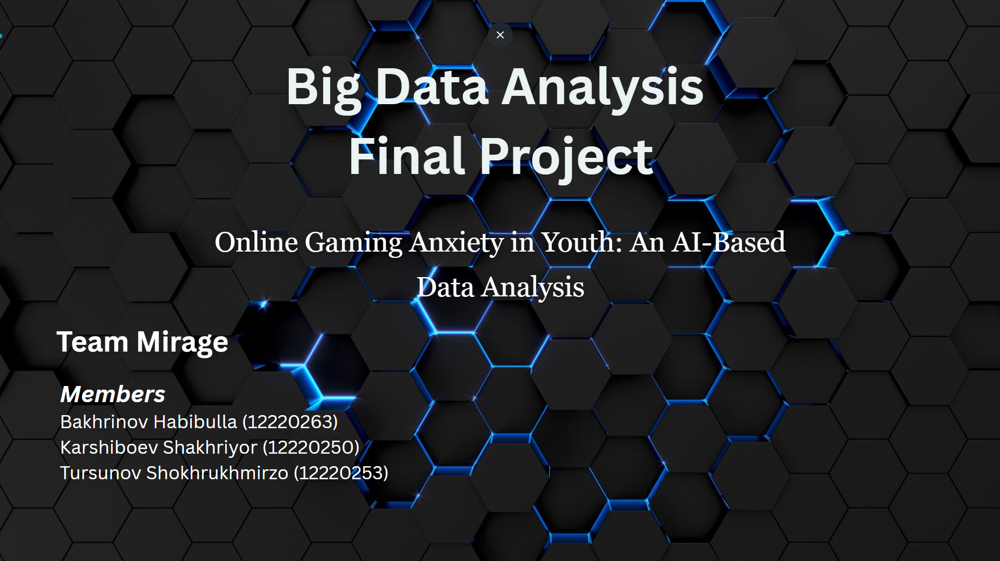 Big Data Analysis
Final Project
Online Gaming Anxiety in Youth: An AI-Based
Data Analysis
Team Mirage
Members
Bakhrinov Habibulla (12220263)
Karshiboev Shakhriyor (12220250)
Tursunov Shokhrukhmirzo (12220253)